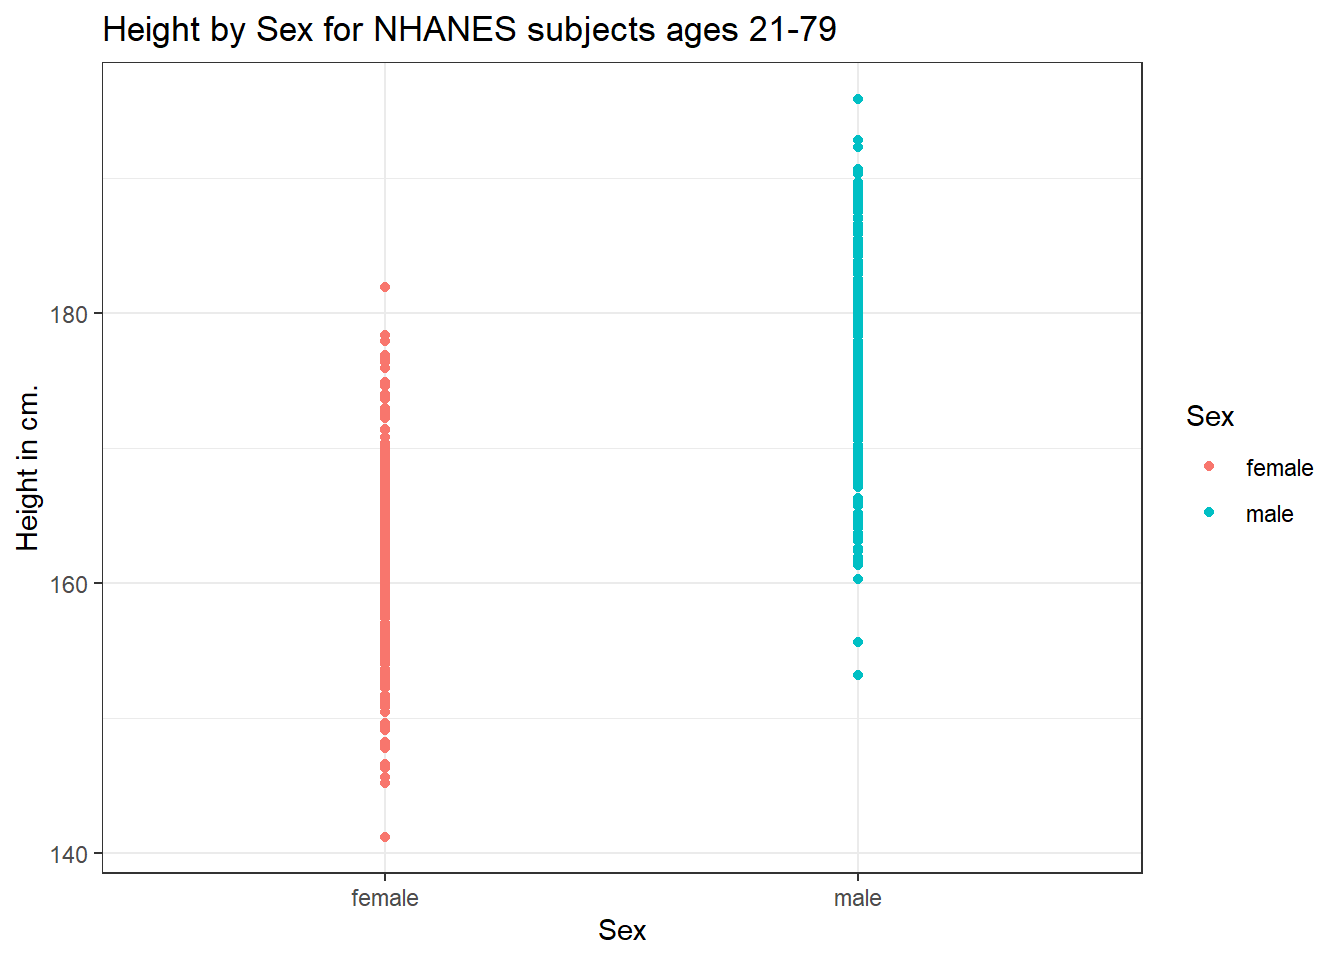 Height by Sex for NHANES subjects ages 21-79
Height in cm.
180
160
140
female
male
Sex
Sex
female
male